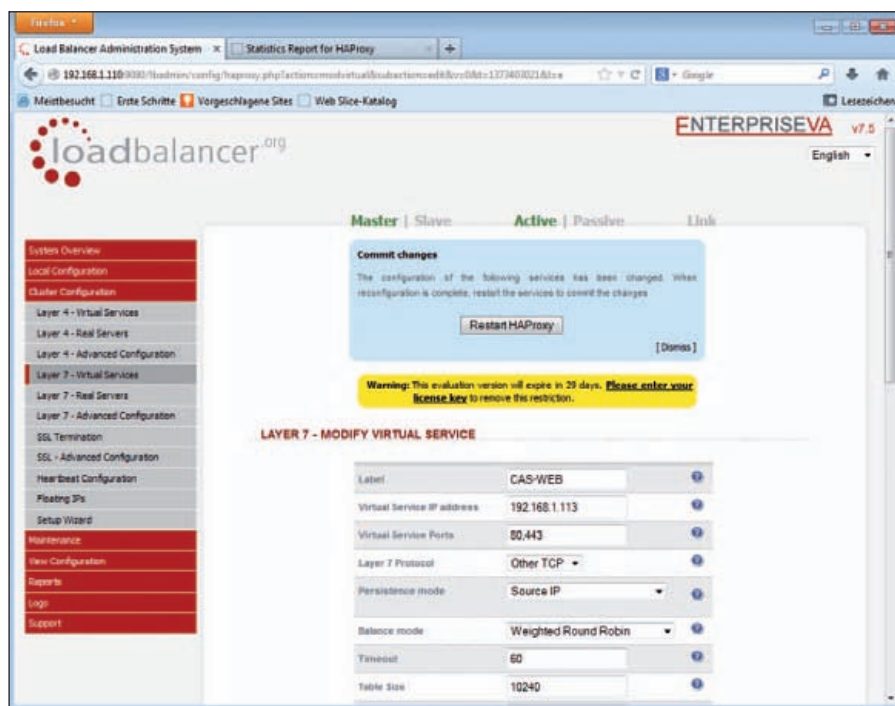 Firefox
Load Balancer Administration System × Statistics Report for HAProxy × +
Google
Meistbesucht Erste Schritte Vorgeschlagene Sites Web Slice-Katalog Lesezeichen
loadbalancer.org
ENTERPRISEVA v7.5
English
Master | Slave Active | Passive Link
System Overview
Local Configuration
Cluster Configuration
Layer 4 - Virtual Services
Layer 4 - Real Servers
Layer 4 - Advanced Configuration
Layer 7 - Virtual Services
Layer 7 - Real Servers
Layer 7 - Advanced Configuration
SSL Termination
SSL - Advanced Configuration
Heartbeat Configuration
Floating IPs
Setup Wizard
Maintenance
View Configuration
Reports
Logs
Support
Commit changes
The configuration of the following services has been changed. When
reconfiguration is complete, restart the services to commit the changes
Restart HAProxy
[Dismiss]
Warning: This evaluation version will expire in 29 days. Please enter your
license key to remove this restriction.
LAYER 7 - MODIFY VIRTUAL SERVICE
Label CAS-WEB
Virtual Service IP address 192.168.1.113
Virtual Service Ports 80,443
Layer 7 Protocol Other TCP
Persistence mode Source IP
Balance mode Weighted Round Robin
Timeout 60
Table Size 10240